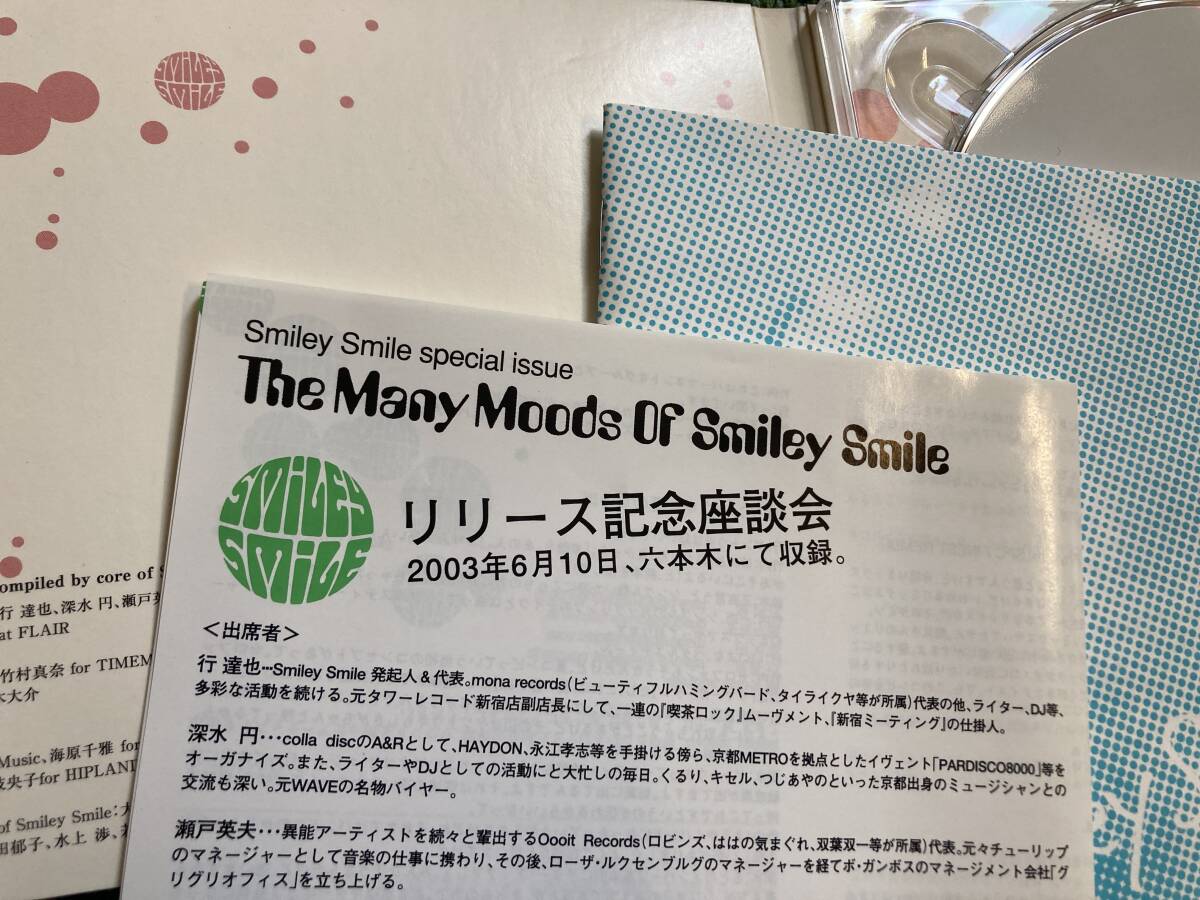 SMiLEY
SMiLE
Smiley Smile special issue
The Many Moods Of Smiley Smile
SMiLEY
SMiLE
リリース記念座談会
2003年6月10日、六本木にて収録。
＜出席者＞
行 達也…Smiley Smile 発起人＆代表。mona records（ビューティフルハミングバード、タイライクヤ等が所属）代表の他、ライター、DJ等、
多彩な活動を続ける。元タワーレコード新宿店副店長にして、一連の『喫茶ロック』ムーヴメント、『新宿ミーティング』の仕掛人。
深水 円…colla discのA&Rとして、HAYDON、永江孝志等を手掛ける傍ら、京都METROを拠点としたイヴェント「PARDISCO8000」等を
オーガナイズ。また、ライターやDJとしての活動にと大忙しの毎日。くるり、キセル、つじあやのといった京都出身のミュージシャンとの
交流も深い。元WAVEの名物バイヤー。
瀬戸英夫…異能アーティストを続々と輩出するOooit Records（ロビンズ、ははの気まぐれ、双葉双一等が所属）代表。元々チューリップ
のマネージャーとして音楽の仕事に携わり、その後、ローザ・ルクセンブルグのマネージャーを経てボ・ガンボスのマネージメント会社「グ
リグリオフィス」を立ち上げる。
compiled by core of
行 達也、深水 円、瀬戸
at FLAIR
竹村真奈 for TIMEM
木大介
Music、海原千雅 for
央子for HIPLAND
of Smiley Smile：
田郁子、水上 渉、